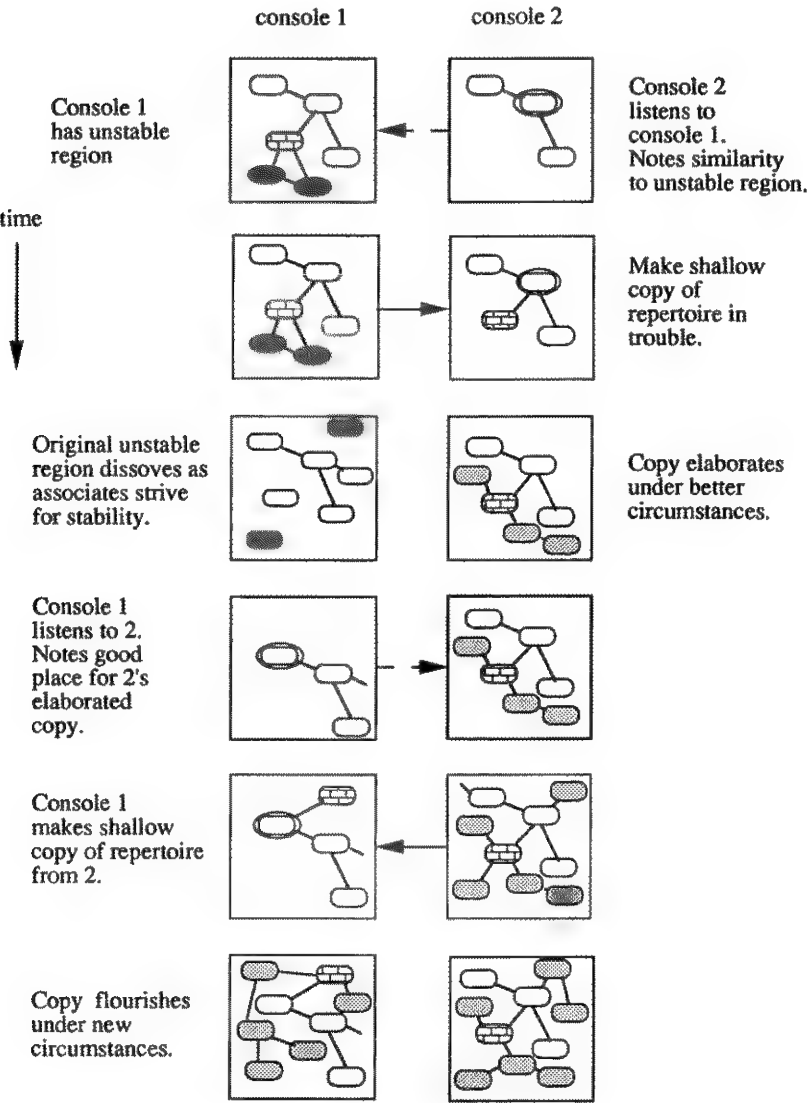 console 1
console 2
Console 1
has unstable
region
Console 2
listens to
console 1.
Notes similarity
to unstable region.
time
Make shallow
copy of
repertoire in
trouble.
Original unstable
region dissoves as
associates strive
for stability.
Copy elaborates
under better
circumstances.
Console 1
listens to 2.
Notes good
place for 2's
elaborated
copy.
Console 1
makes shallow
copy of repertoire
from 2.
Copy flourishes
under new
circumstances.